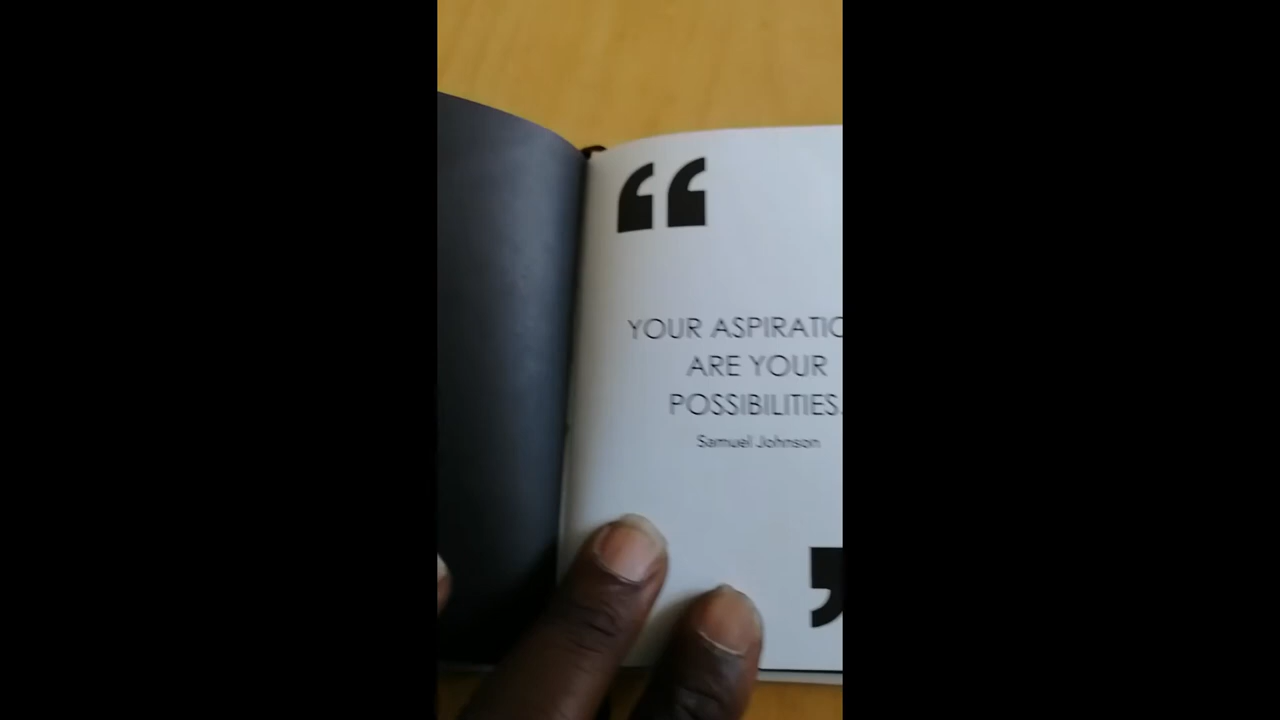 “
YOUR ASPIRATIO
ARE YOUR
POSSIBILITIES.
Samuel Johnson
”